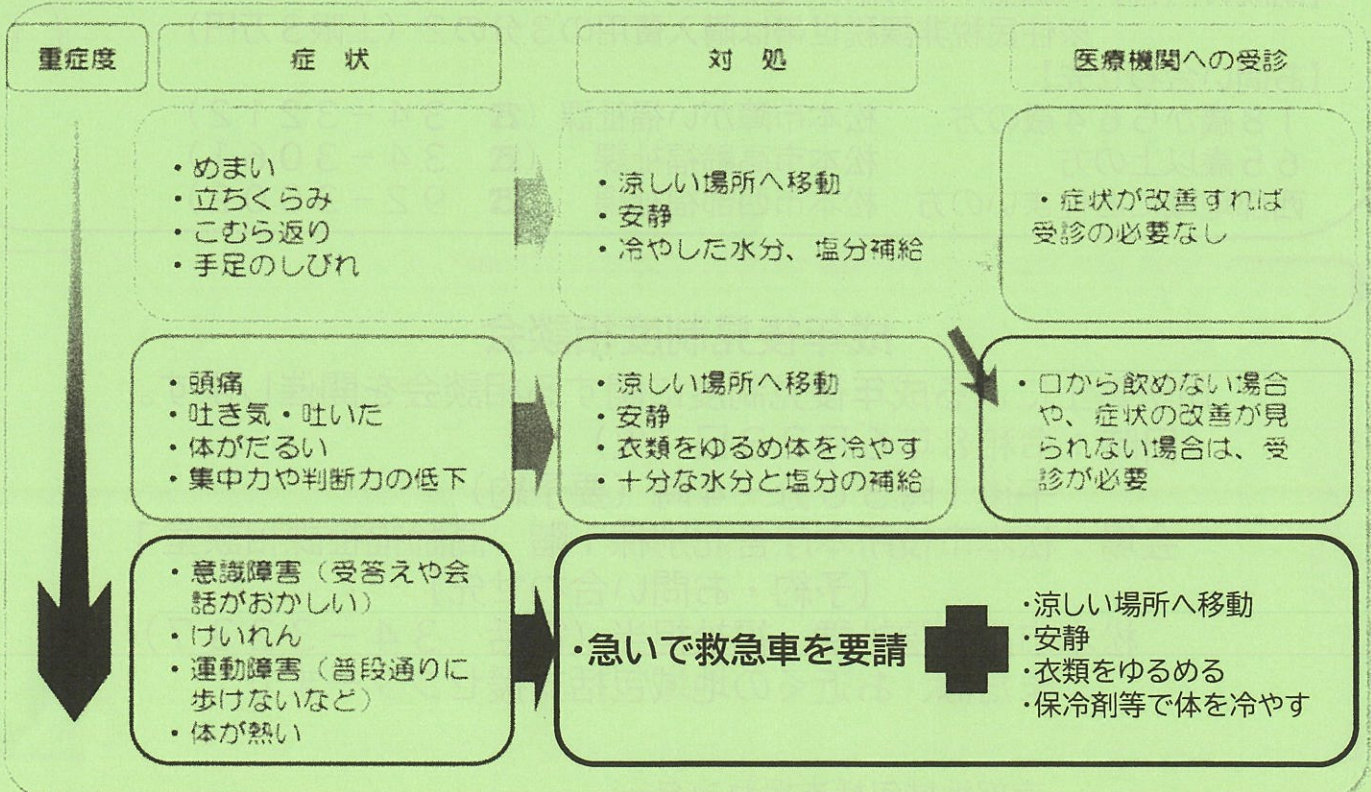 重症度
症 状
対 処
医療機関への受診
・めまい
・立ちくらみ
・こむら返り
・手足のしびれ
・涼しい場所へ移動
・安静
・冷やした水分、塩分補給
・症状が改善すれば
受診の必要なし
・頭痛
・吐き気・吐いた
・体がだるい
・集中力や判断力の低下
・涼しい場所へ移動
・安静
・衣類をゆるめ体を冷やす
・十分な水分と塩分の補給
・口から飲めない場合
や、症状の改善が見
られない場合は、受
診が必要
・意識障害（受答えや会
話がおかしい）
・けいれん
・運動障害（普段通りに
歩けないなど）
・体が熱い
・急いで救急車を要請
・涼しい場所へ移動
・安静
・衣類をゆるめる
・保冷剤等で体を冷やす